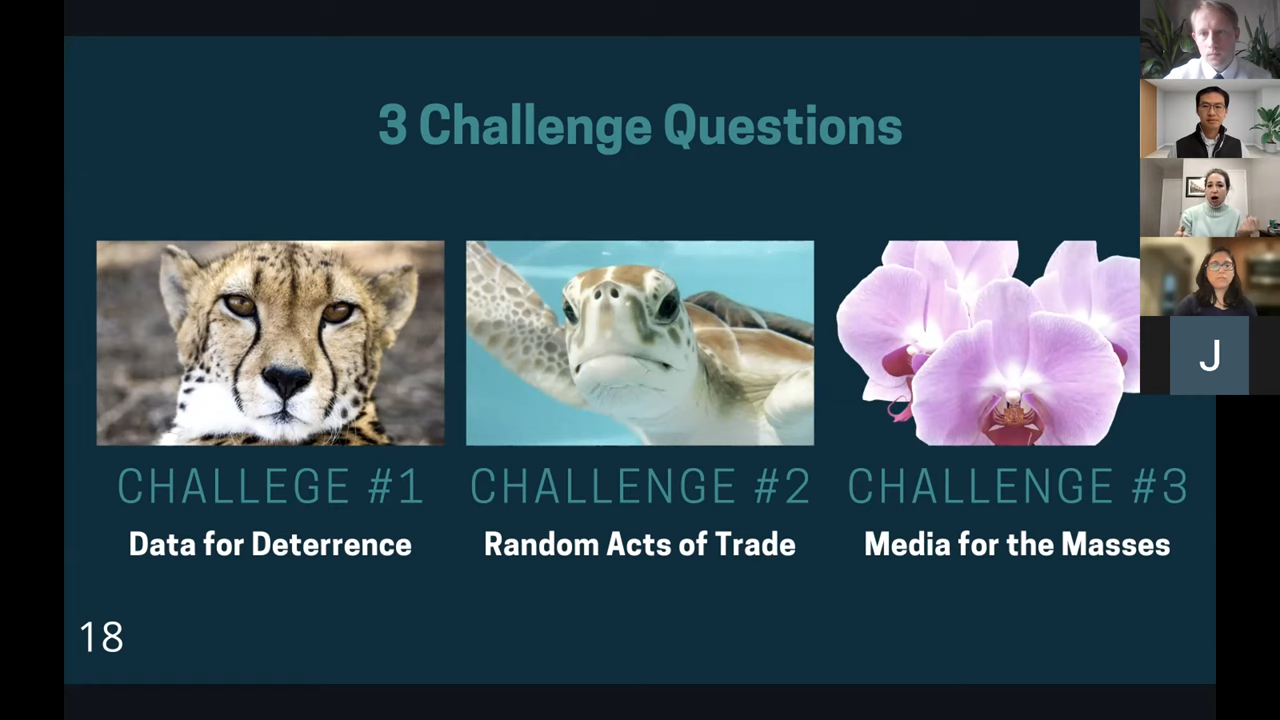 3 Challenge Questions
CHALLEGE #1
CHALLENGE #2
CHALLENGE #3
Data for Deterrence
Random Acts of Trade
Media for the Masses
18
J